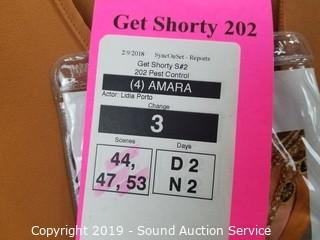 Get Shorty 202
2/9/2018 SyncOnSet - Reports
Get Shorty S#2
202 Pest Control
(4) AMARA
Actor: Lidia Porto
Change
3
Scenes Days
44, D 2
47, 53 N 2
Copyright 2019 - Sound Auction Service